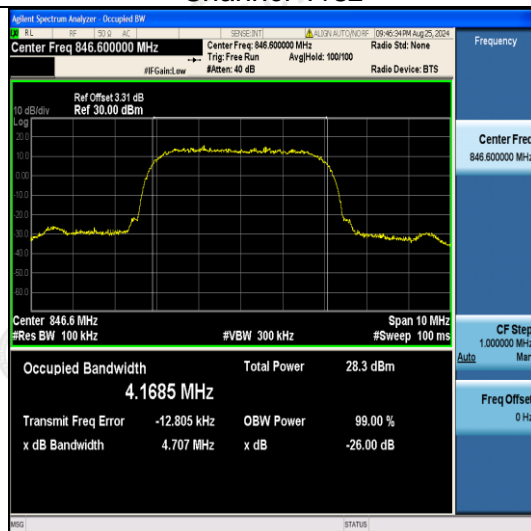 Agilent Spectrum Analyzer - Occupied BW
RL RF 50 Ω AC SENSE:INT ALIGN AUTO/NO RF 09:46:34 PM Aug 25, 2024
Center Freq 846.600000 MHz
Center Freq: 846.600000 MHz
Radio Std: None
Trig: Free Run Avg|Hold: 100/100
#IFGain:Low #Atten: 40 dB Radio Device: BTS
Frequency
Ref Offset 3.31 dB
10 dB/div Ref 30.00 dBm
Log
20.0
10.0
0.00
-10.0
-20.0
-30.0
-40.0
-50.0
-60.0
Center Freq
846.600000 MHz
Center 846.6 MHz Span 10 MHz
#Res BW 100 kHz #VBW 300 kHz #Sweep 100 ms
CF Step
1.000000 MHz
Auto Man
Occupied Bandwidth Total Power 28.3 dBm
4.1685 MHz
Transmit Freq Error -12.805 kHz OBW Power 99.00 %
x dB Bandwidth 4.707 MHz x dB -26.00 dB
Freq Offset
0 Hz
MSG STATUS